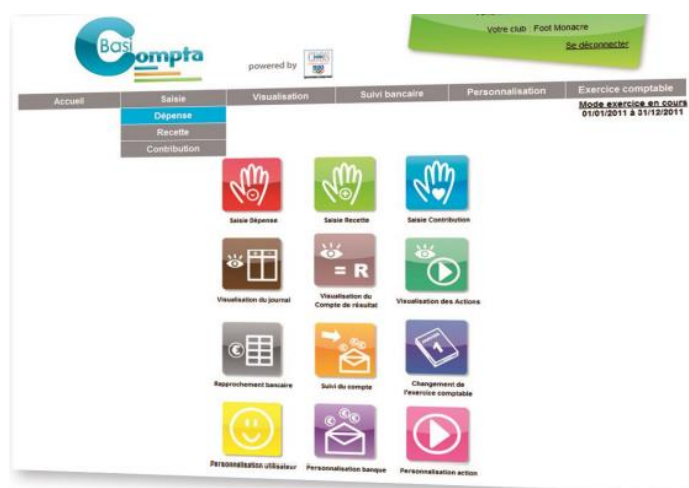 Votre club : Foot Monacre
Se déconnecter
Basi
Compta
powered by
Accueil
Saisie
Visualisation
Suivi bancaire
Personnalisation
Exercice comptable
Mode exercice en cours
01/01/2011 à 31/12/2011
Dépense
Recette
Contribution
Saisie Dépense
Saisie Recette
Saisie Contribution
= R
Visualisation du journal
Visualisation du
Compte de résultat
Visualisation des Actions
1
Rapprochement bancaire
Suivi du compte
Changement de
l'exercice comptable
Personnalisation utilisateur
Personnalisation banque
Personnalisation action